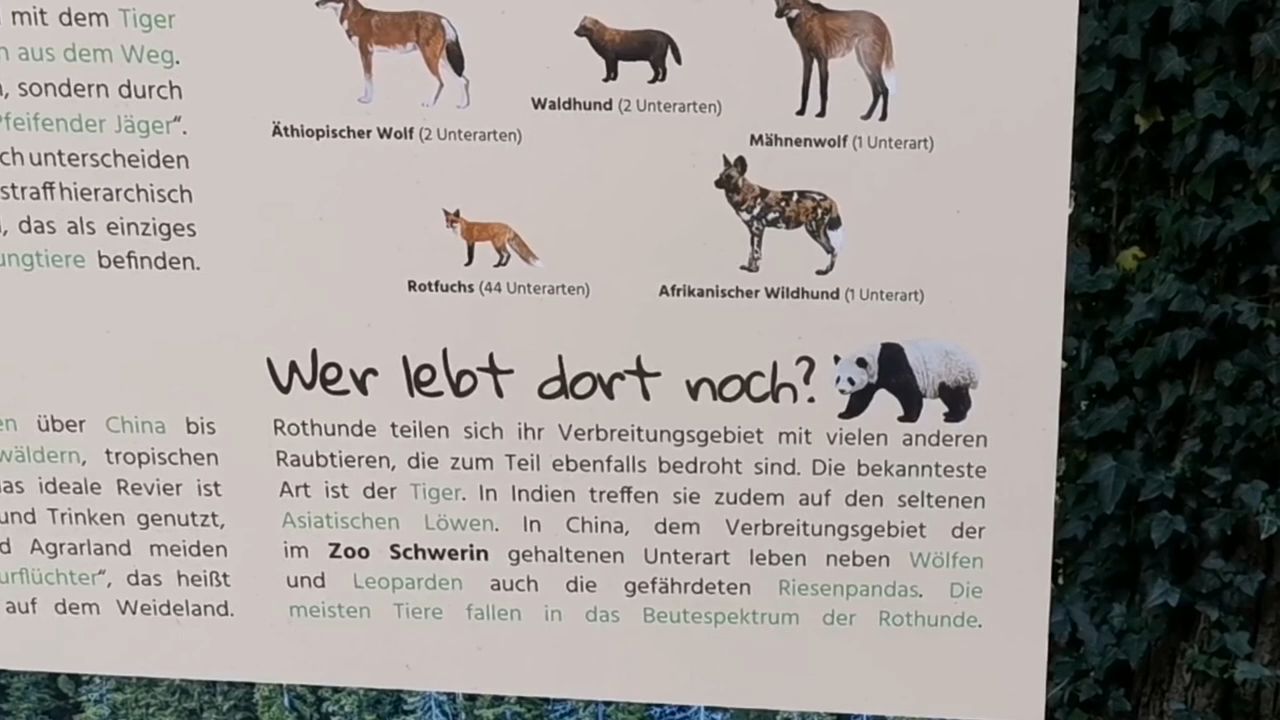 mit dem Tiger
aus dem Weg.
, sondern durch
feifender Jäger“.
ch unterscheiden
straff hierarchisch
, das als einziges
ungtiere befinden.
Äthiopischer Wolf (2 Unterarten)
Waldhund (2 Unterarten)
Mähnenwolf (1 Unterart)
Rotfuchs (44 Unterarten)
Afrikanischer Wildhund (1 Unterart)
en über China bis
wäldern, tropischen
as ideale Revier ist
und Trinken genutzt,
d Agrarland meiden
urflüchter“, das heißt
auf dem Weideland.
Wer lebt dort noch?
Rothunde teilen sich ihr Verbreitungsgebiet mit vielen anderen
Raubtieren, die zum Teil ebenfalls bedroht sind. Die bekannteste
Art ist der Tiger. In Indien treffen sie zudem auf den seltenen
Asiatischen Löwen. In China, dem Verbreitungsgebiet der
im Zoo Schwerin gehaltenen Unterart leben neben Wölfen
und Leoparden auch die gefährdeten Riesenpandas. Die
meisten Tiere fallen in das Beutespektrum der Rothunde.